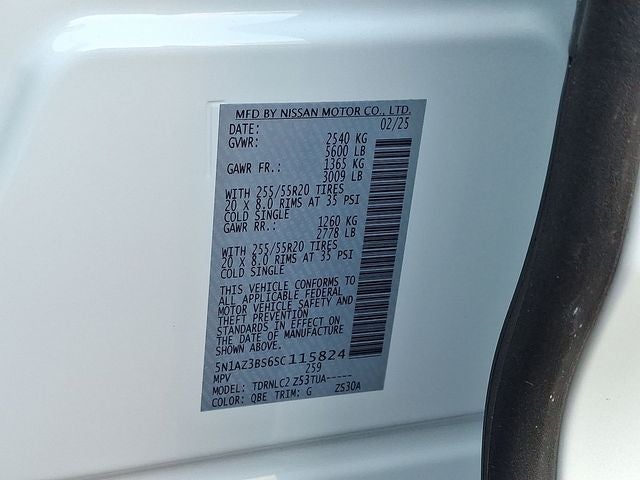 MFD BY NISSAN MOTOR CO., LTD.
DATE: 02/25
GVWR: 2540 KG
5600 LB
GAWR FR.: 1365 KG
3009 LB
WITH 255/55R20 TIRES
20 X 8.0 RIMS AT 35 PSI
COLD SINGLE
GAWR RR.: 1260 KG
2778 LB
WITH 255/55R20 TIRES
20 X 8.0 RIMS AT 35 PSI
COLD SINGLE
THIS VEHICLE CONFORMS TO
ALL APPLICABLE FEDERAL
MOTOR VEHICLE SAFETY AND
THEFT PREVENTION
STANDARDS IN EFFECT ON
THE DATE OF MANUFACTURE
SHOWN ABOVE.
5N1AZ3BS6SC115824
MPV 259
MODEL: TDRNLC2 Z53TUA-----
COLOR: QBE TRIM: G ZS30A